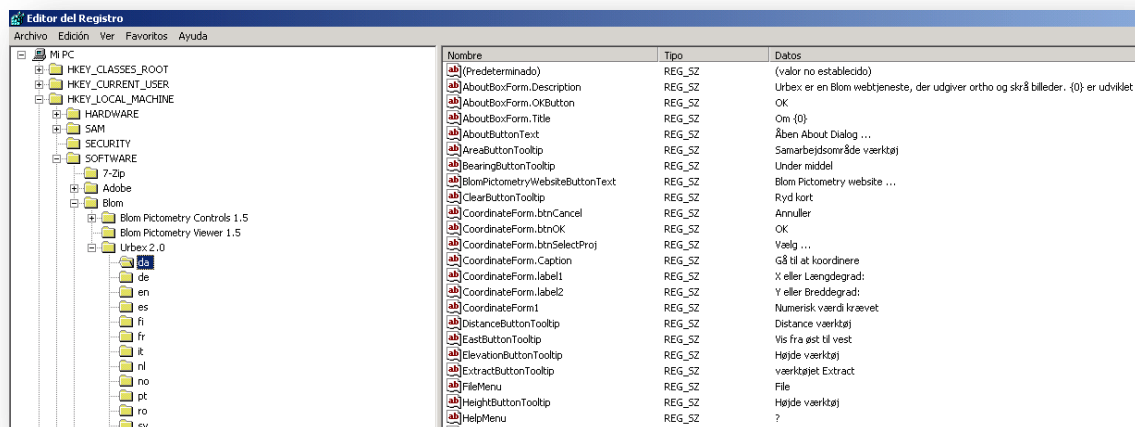 Editor del Registro
Archivo Edición Ver Favoritos Ayuda
Mi PC
HKEY_CLASSES_ROOT
HKEY_CURRENT_USER
HKEY_LOCAL_MACHINE
HARDWARE
SAM
SECURITY
SOFTWARE
7-Zip
Adobe
Blom
Blom Pictometry Controls 1.5
Blom Pictometry Viewer 1.5
Urbex 2.0
da
de
en
es
fi
fr
it
nl
no
pt
ro
sv
Nombre Tipo Datos
(Predeterminado) REG_SZ (valor no establecido)
AboutBoxForm.Description REG_SZ Urbex er en Blom webtjeneste, der udgiver ortho og skrå billeder. {0} er udviklet
AboutBoxForm.OKButton REG_SZ OK
AboutBoxForm.Title REG_SZ Om {0}
AboutButtonText REG_SZ Åben About Dialog ...
AreaButtonTooltip REG_SZ Samarbejdsområde værktøj
BearingButtonTooltip REG_SZ Under middel
BlomPictometryWebsiteButtonText REG_SZ Blom Pictometry website ...
ClearButtonTooltip REG_SZ Ryd kort
CoordinateForm.btnCancel REG_SZ Annuller
CoordinateForm.btnOK REG_SZ OK
CoordinateForm.btnSelectProj REG_SZ Vælg ...
CoordinateForm.Caption REG_SZ Gå til at koordinere
CoordinateForm.label1 REG_SZ X eller Længdegrad:
CoordinateForm.label2 REG_SZ Y eller Breddegrad:
CoordinateForm1 REG_SZ Numerisk værdi krævet
DistanceButtonTooltip REG_SZ Distance værktøj
EastButtonTooltip REG_SZ Vis fra øst til vest
ElevationButtonTooltip REG_SZ Højde værktøj
ExtractButtonTooltip REG_SZ værktøjet Extract
FileMenu REG_SZ File
HeightButtonTooltip REG_SZ Højde værktøj
HelpMenu REG_SZ ?